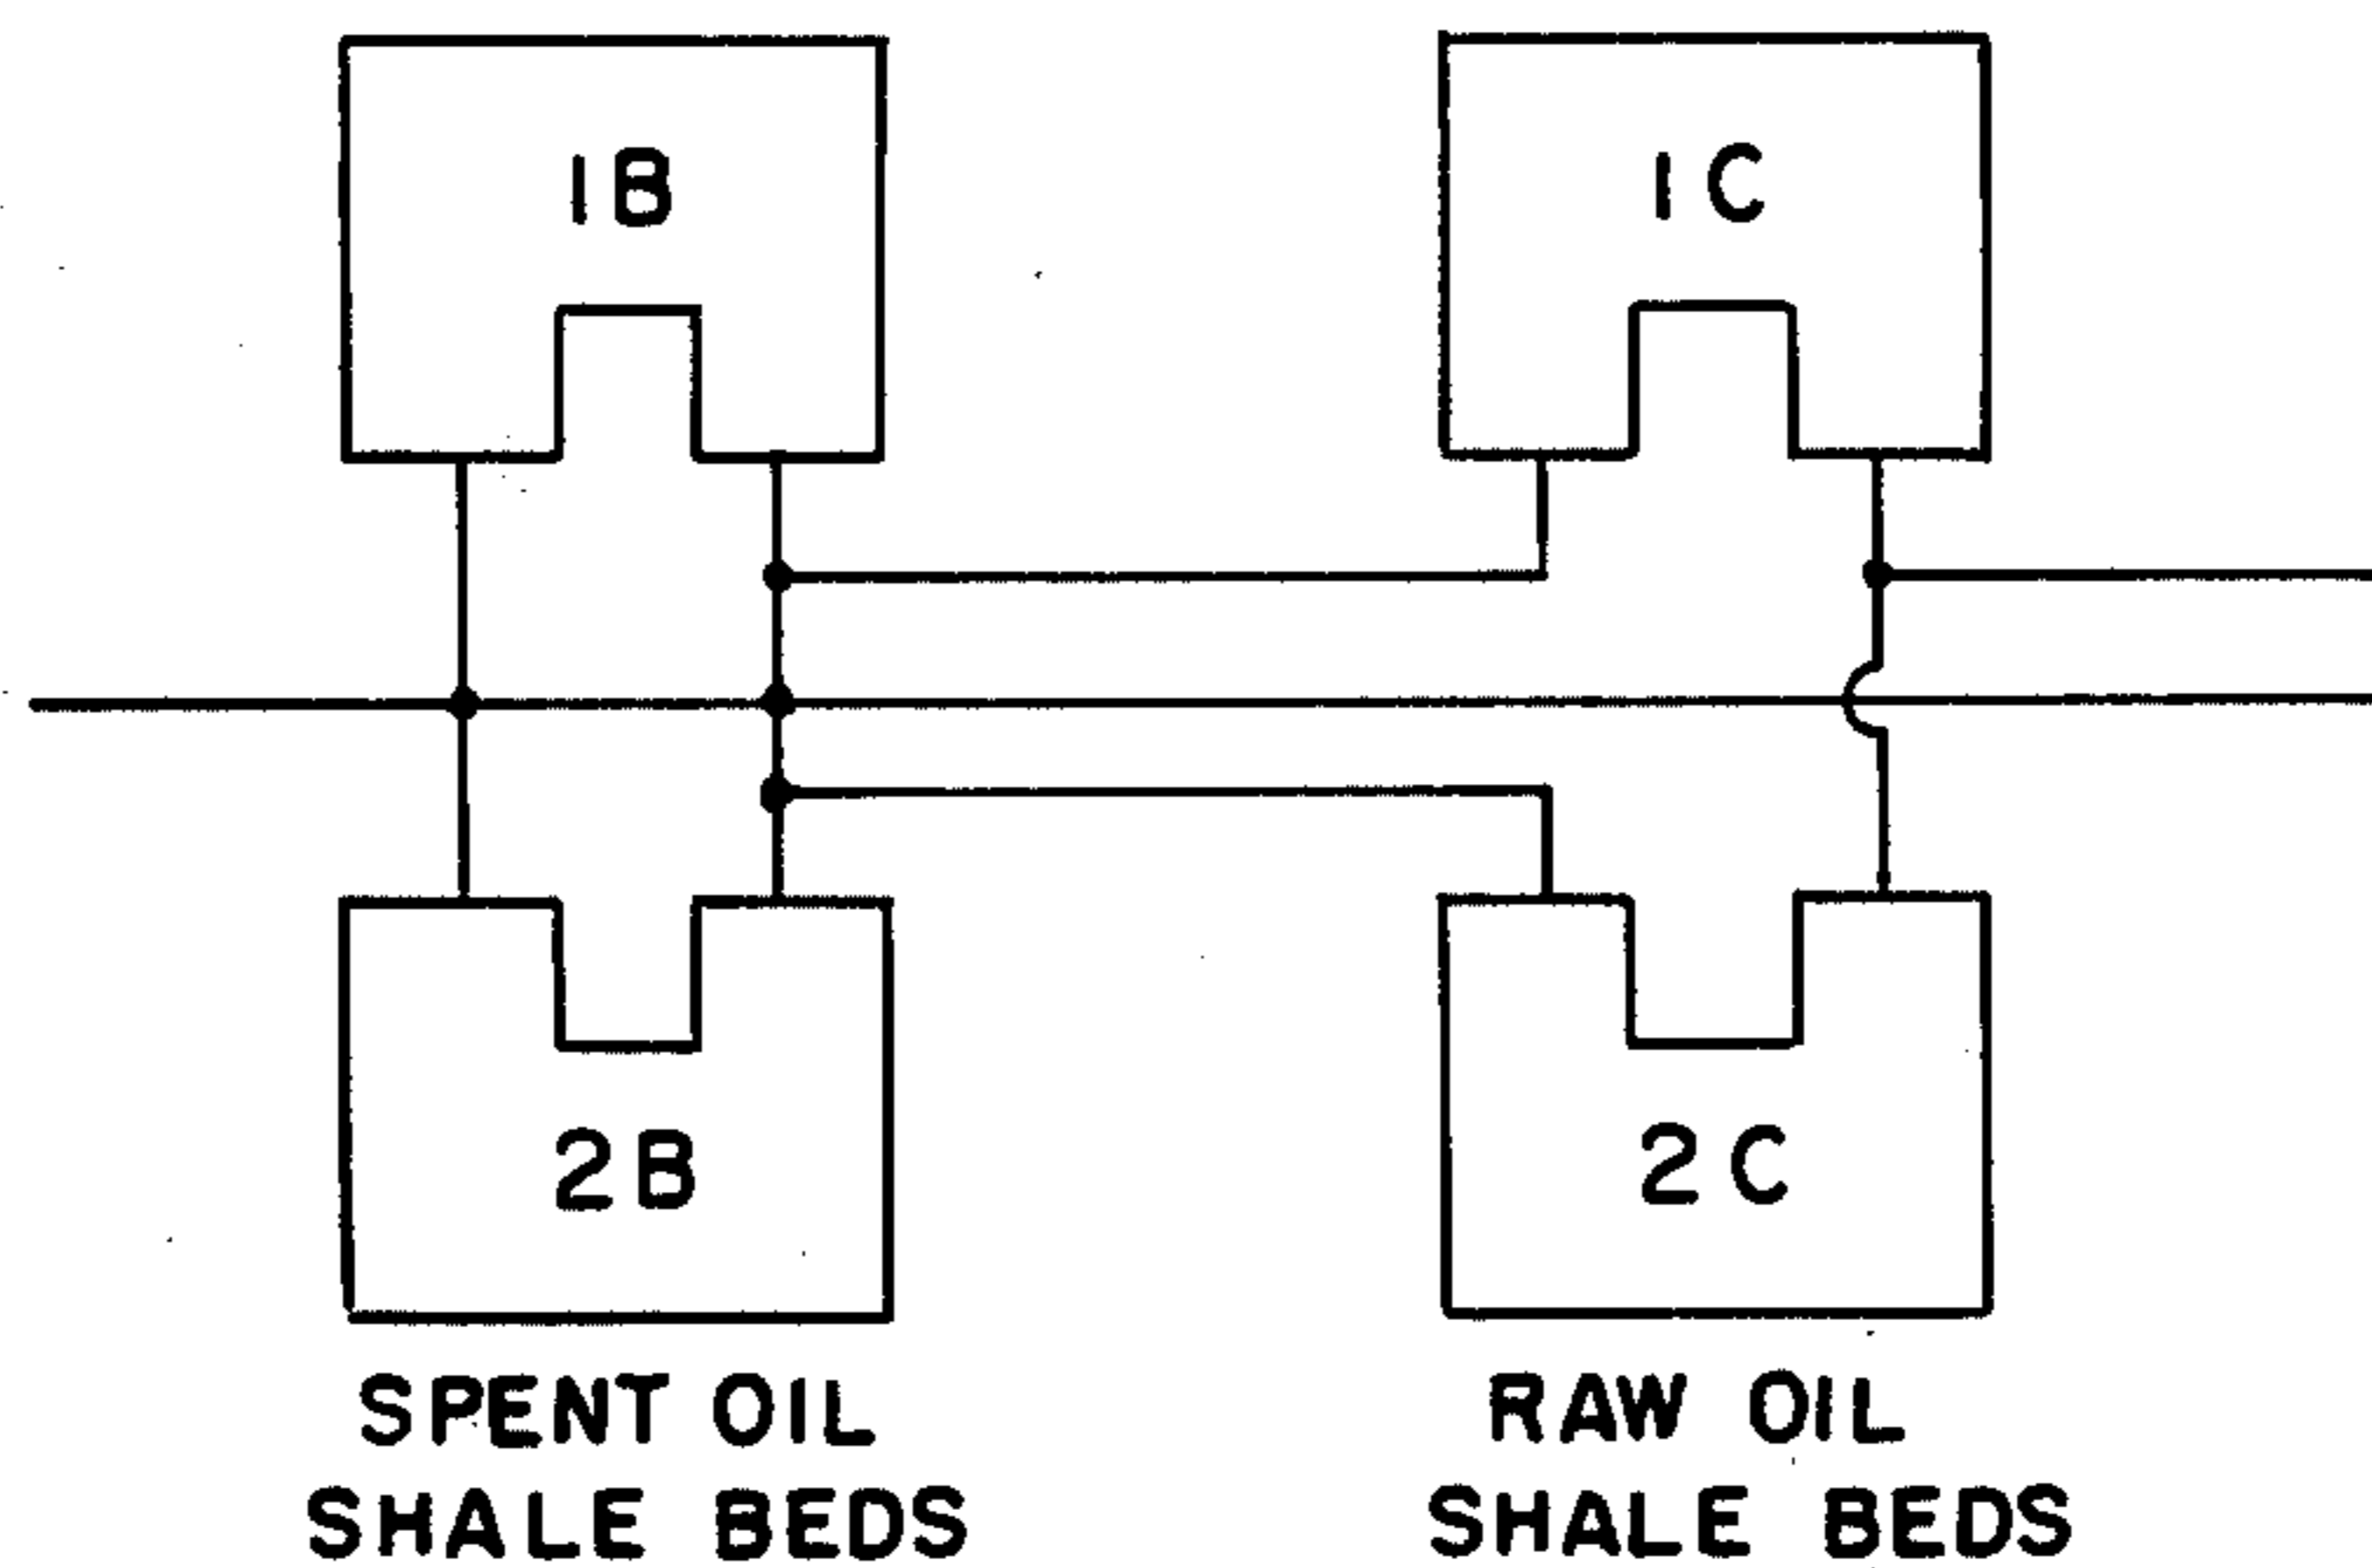 1B
1C
2B
2C
SPENT OIL
SHALE BEDS
RAW OIL
SHALE BEDS